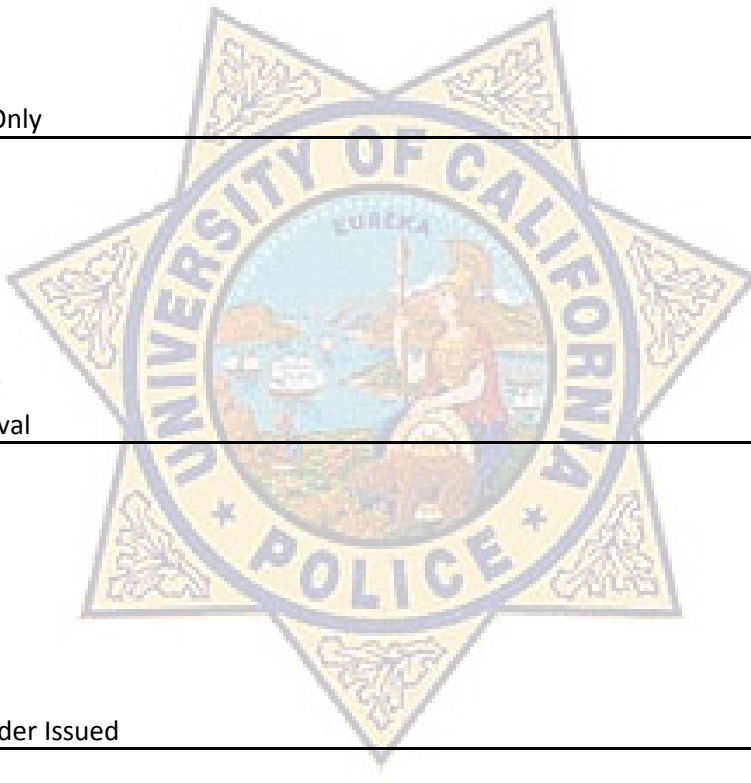 Only
UNIVERSITY OF CALIFORNIA
EUREKA
val
* POLICE *
der Issued